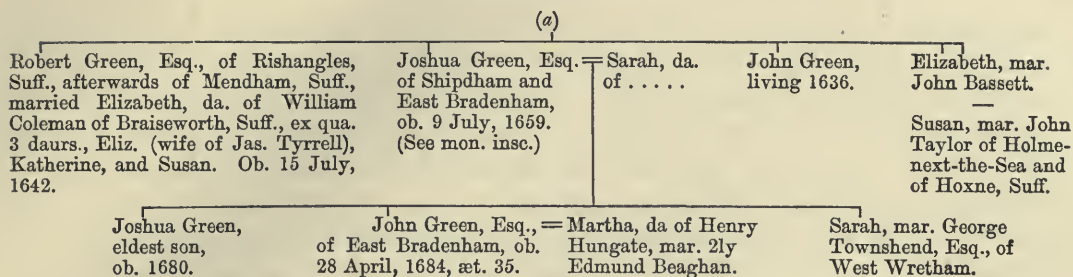 (a)
Robert Green, Esq., of Rishangles,
Suff., afterwards of Mendham, Suff.,
married Elizabeth, da. of William
Coleman of Braiseworth, Suff., ex qua.
3 daurs., Eliz. (wife of Jas. Tyrrell),
Katherine, and Susan. Ob. 15 July,
1642.
Joshua Green, Esq. =
of Shipdham and
East Bradenham,
ob. 9 July, 1659.
(See mon. insc.)
Sarah, da.
of . . . . .
John Green,
living 1636.
Elizabeth, mar.
John Bassett.
—
Susan, mar. John
Taylor of Holme-
next-the-Sea and
of Hoxne, Suff.
Joshua Green,
eldest son,
ob. 1680.
John Green, Esq., =
of East Bradenham, ob.
28 April, 1684, æt. 35.
Martha, da of Henry
Hungate, mar. 2ly
Edmund Beaghan.
Sarah, mar. George
Townshend, Esq., of
West Wretham.